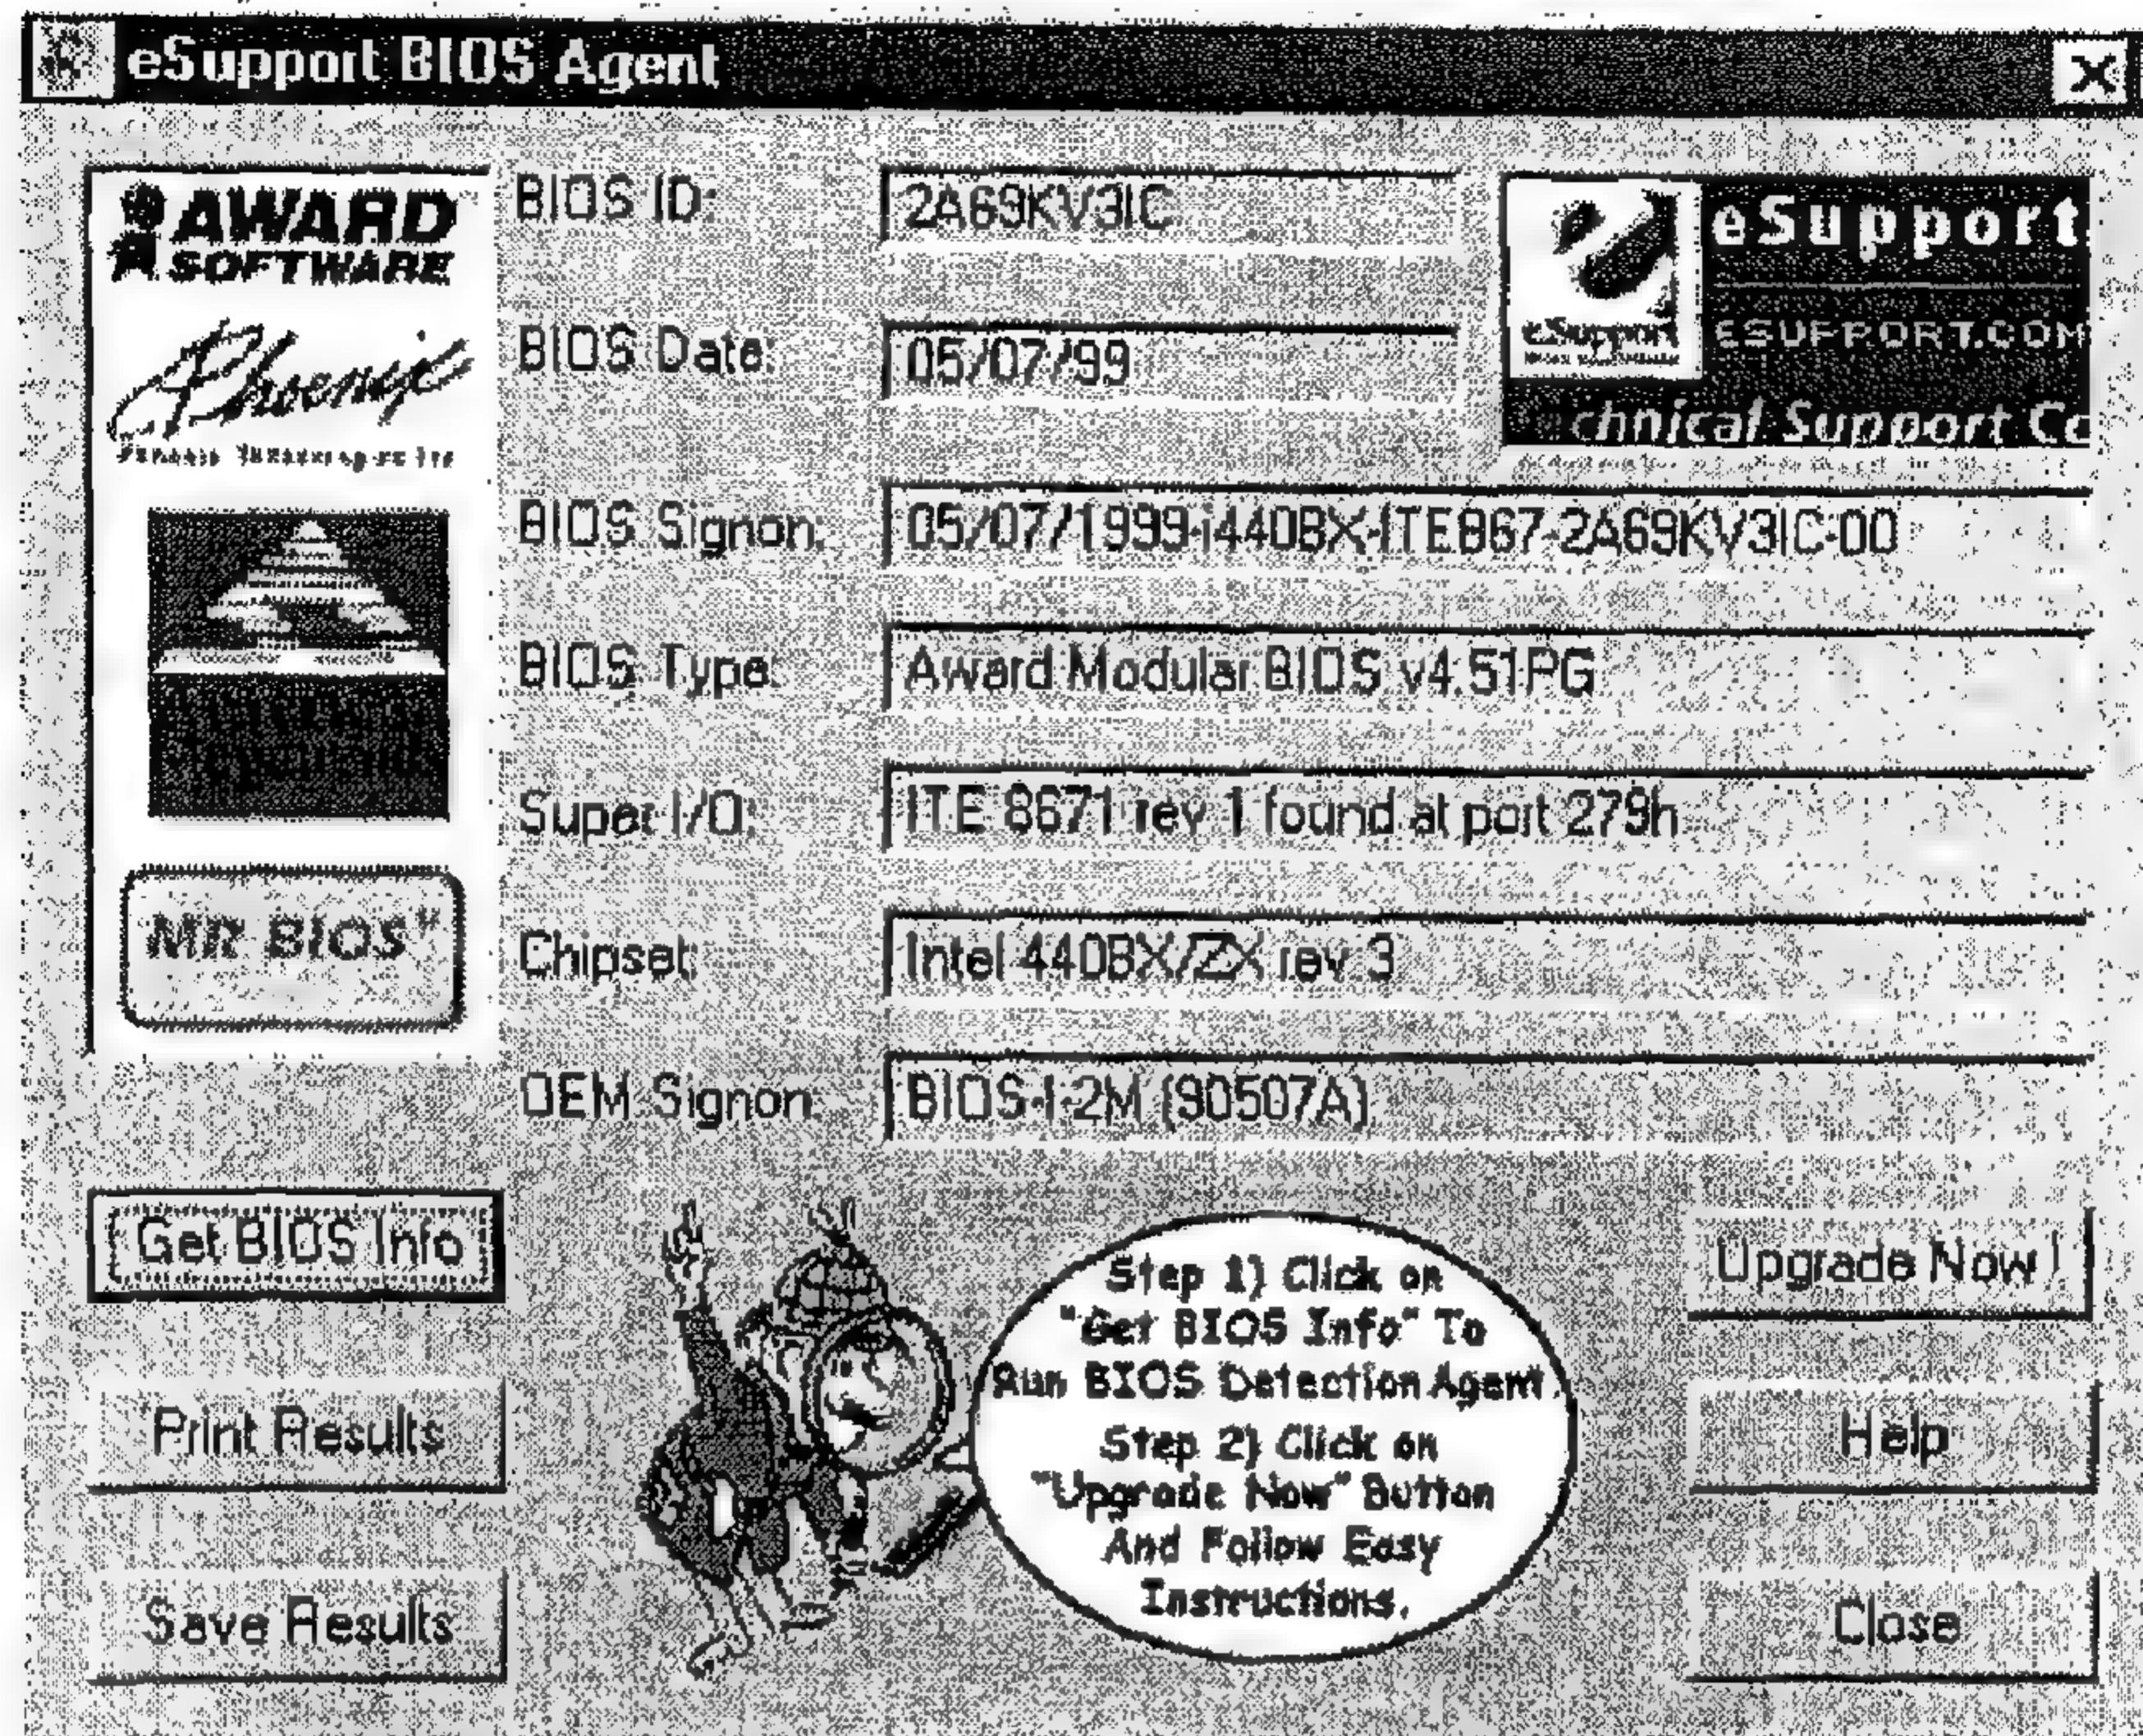 eSupport BIOS Agent
AWARD
SOFTWARE
Phoenix
MR BIOS
BIOS ID: 2A69KV3IC
BIOS Date: 05/07/99
eSupport
ESUPPORT.COM
eSupport
chnical Support Ce
BIOS Signon: 05/07/1999-i440BX-ITE867-2A69KV3IC-00
BIOS Type: Award Modular BIOS v4.51PG
Super I/O: ITE 8671 rev 1 found at port 279h
Chipset: Intel 440BX/ZX rev 3
OEM Signon: BIOS-I-2M (90507A)
Get BIOS Info
Print Results
Save Results
Step 1) Click on
"Get BIOS Info" To
Run BIOS Detection Agent.
Step 2) Click on
"Upgrade Now" Button
And Follow Easy
Instructions.
Upgrade Now!
Help
Close